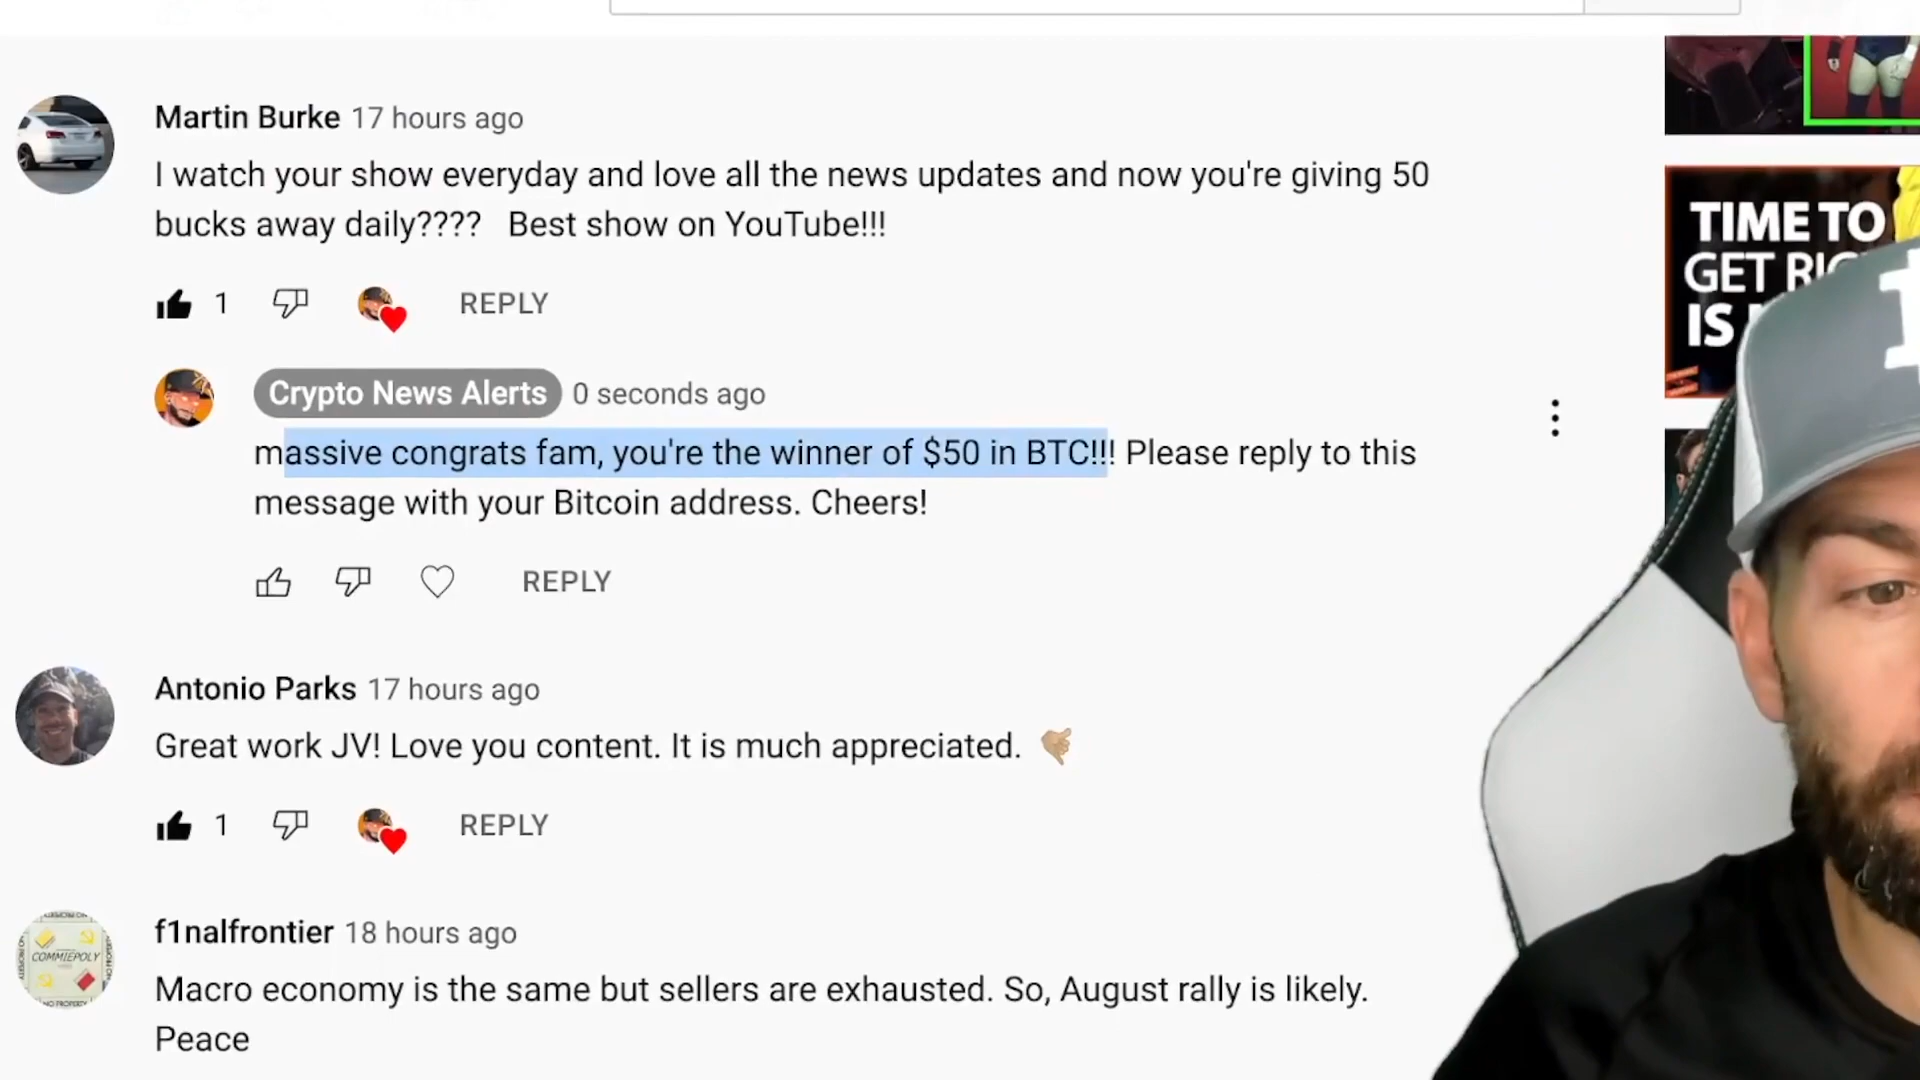 Martin Burke 17 hours ago
I watch your show everyday and love all the news updates and now you're giving 50
bucks away daily???? Best show on YouTube!!!
1 REPLY
Crypto News Alerts 0 seconds ago
massive congrats fam, you're the winner of $50 in BTC!!! Please reply to this
message with your Bitcoin address. Cheers!
REPLY
Antonio Parks 17 hours ago
Great work JV! Love you content. It is much appreciated.
1 REPLY
f1nalfrontier 18 hours ago
Macro economy is the same but sellers are exhausted. So, August rally is likely.
Peace
TIME TO
GET
IS
COMMIEPOLY